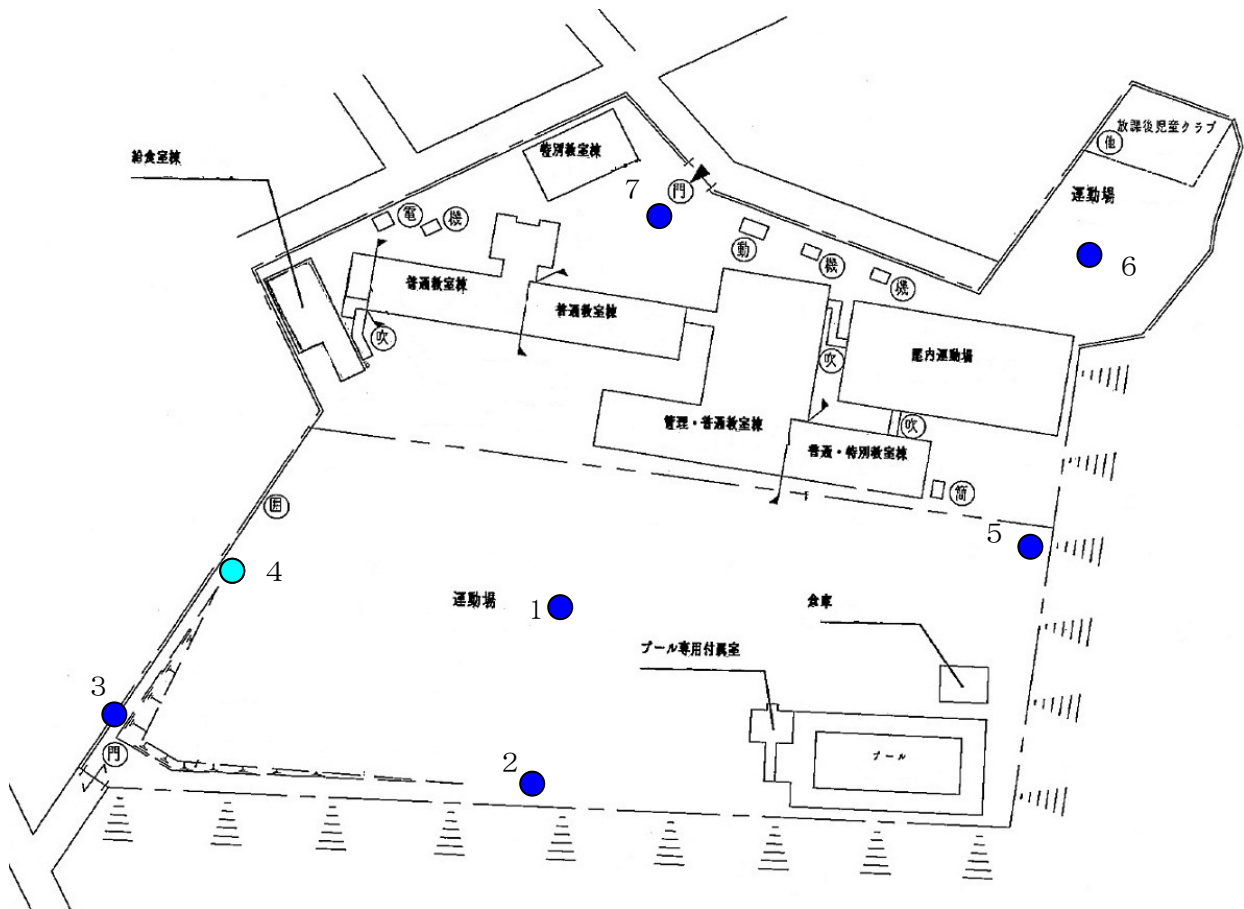 放課後児童クラブ
他
給食室棟
特別教室棟
7
門
運動場
電
機
動
機
機
6
普通教室棟
普通教室棟
吹
吹
屋内運動場
管理・普通教室棟
吹
普通・特別教室棟
簡
囲
5
4
運動場
1
倉庫
プール専用付属室
3
門
2
プール